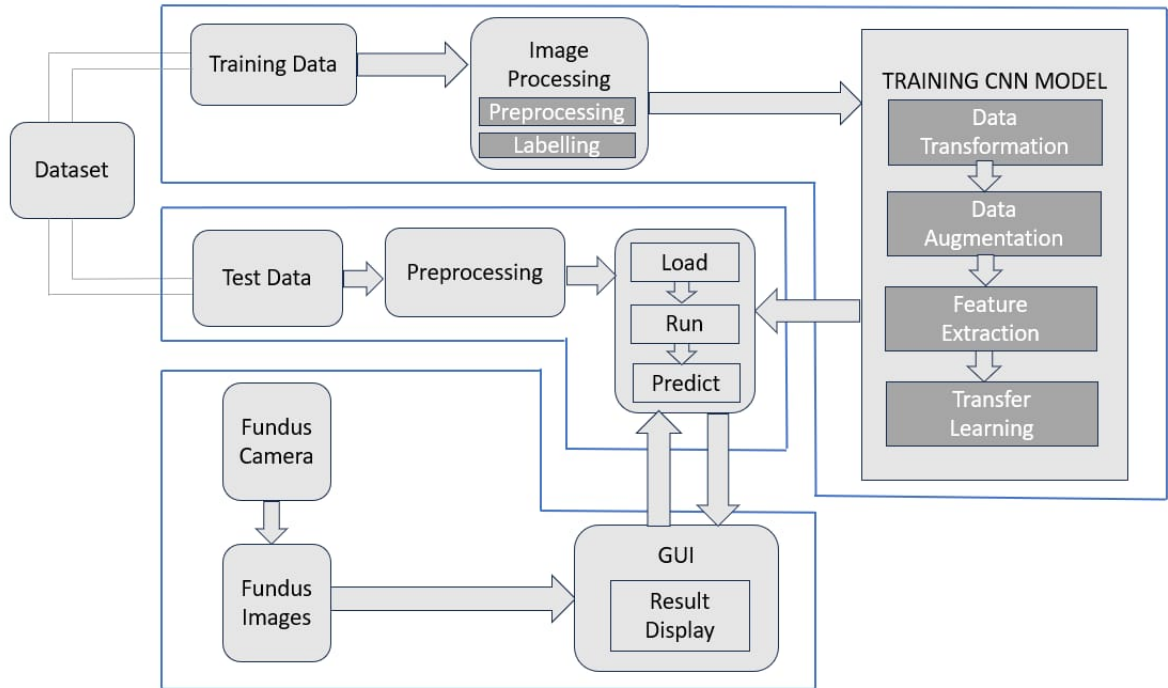 Training Data
Image
Processing
Preprocessing
Labelling
TRAINING CNN MODEL
Data
Transformation
Data
Augmentation
Feature
Extraction
Transfer
Learning
Dataset
Test Data
Preprocessing
Load
Run
Predict
Fundus
Camera
Fundus
Images
GUI
Result
Display